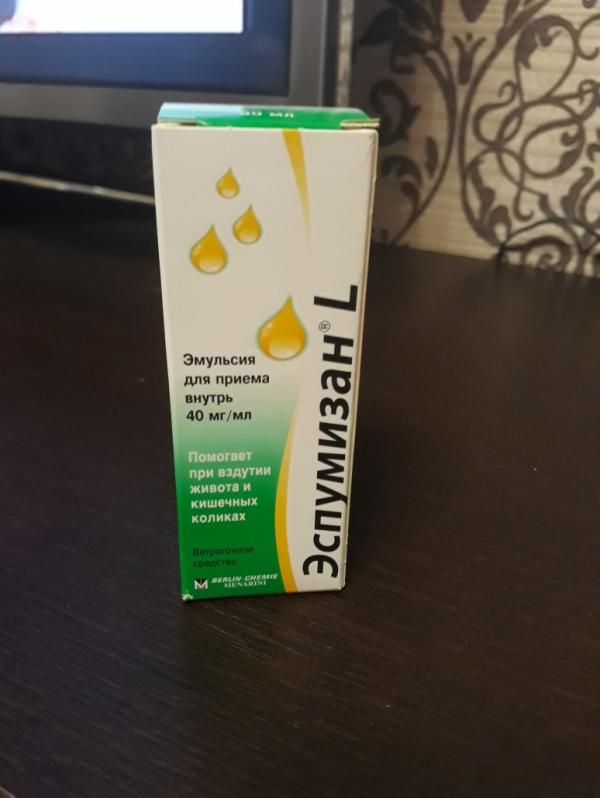 мл
Эмульсия
для приема
внутрь
40 мг/мл
Помогает
при вздутии
живота и
кишечных
коликах
Ветрогонное
средство
BERLIN-CHEMIE
MENARINI
Эспумизан® L